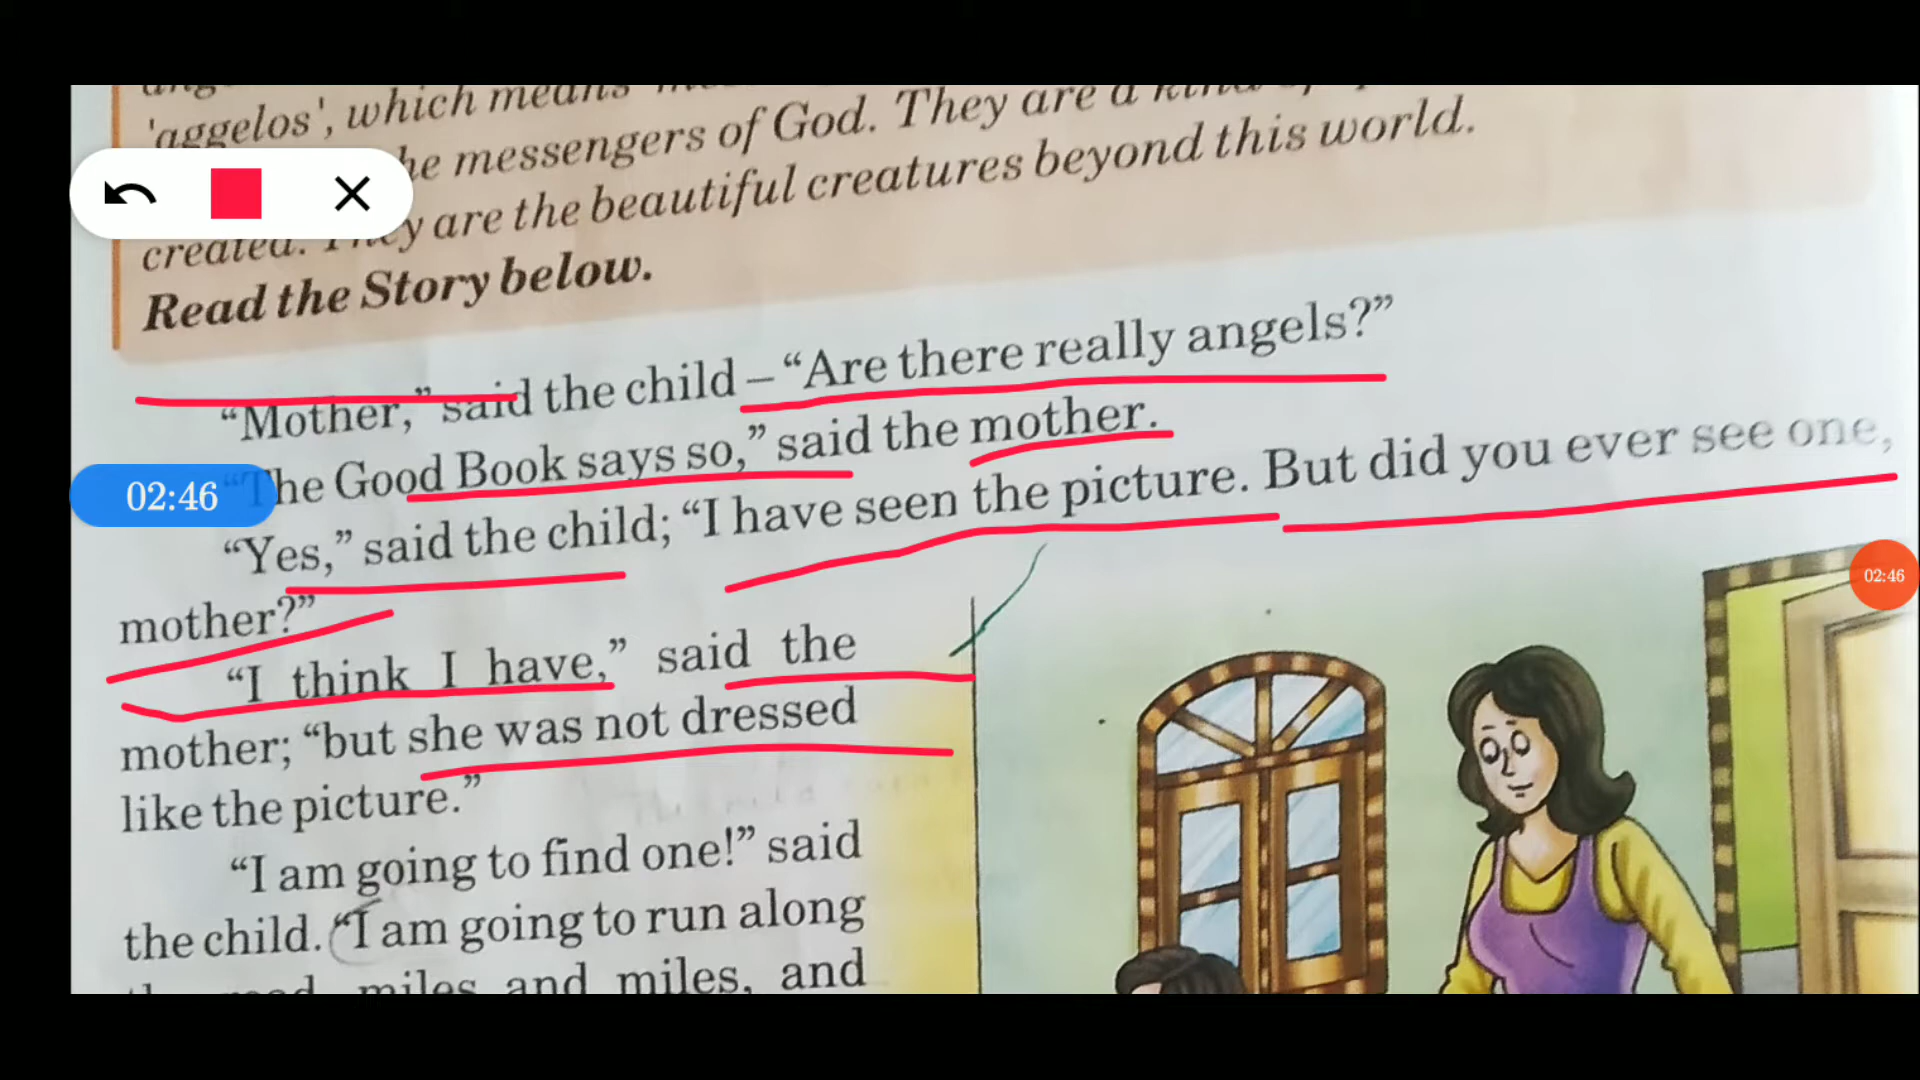 'aggelos', which means
he messengers of God. They are a kind
created. They are the beautiful creatures beyond this world.
Read the Story below.
“Mother,” said the child – “Are there really angels?”
“The Good Book says so,” said the mother.
“Yes,” said the child; “I have seen the picture. But did you ever see one,
mother?”
“I think I have,” said the
mother; “but she was not dressed
like the picture.”
“I am going to find one!” said
the child. “I am going to run along
miles and miles, and
02:46
02:46